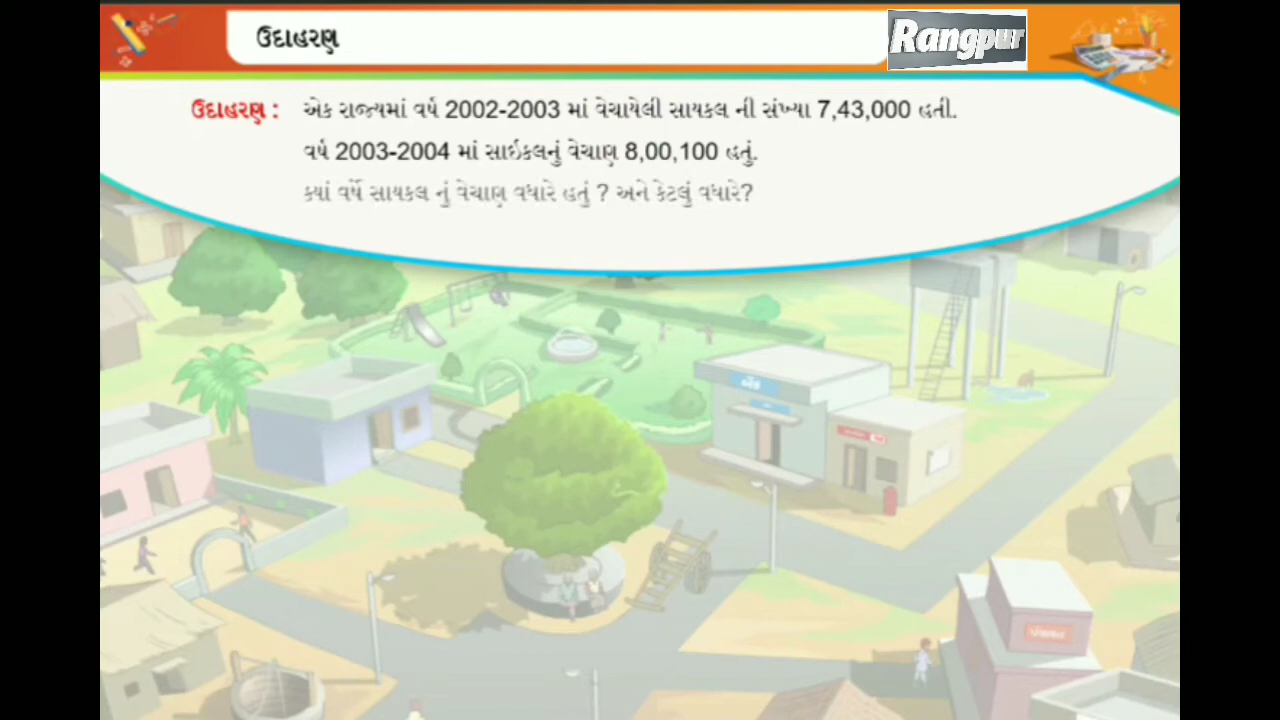 ઉદાહરણ
Rangpur
ઉદાહરણ : એક રાજ્યમાં વર્ષ 2002-2003 માં વેચાયેલી સાયકલ ની સંખ્યા 7,43,000 હતી.
વર્ષ 2003-2004 માં સાઇકલનું વેચાણ 8,00,100 હતું.
ક્યાં વર્ષે સાયકલ નું વેચાણ વધારે હતું ? અને કેટલું વધારે?
બેંક